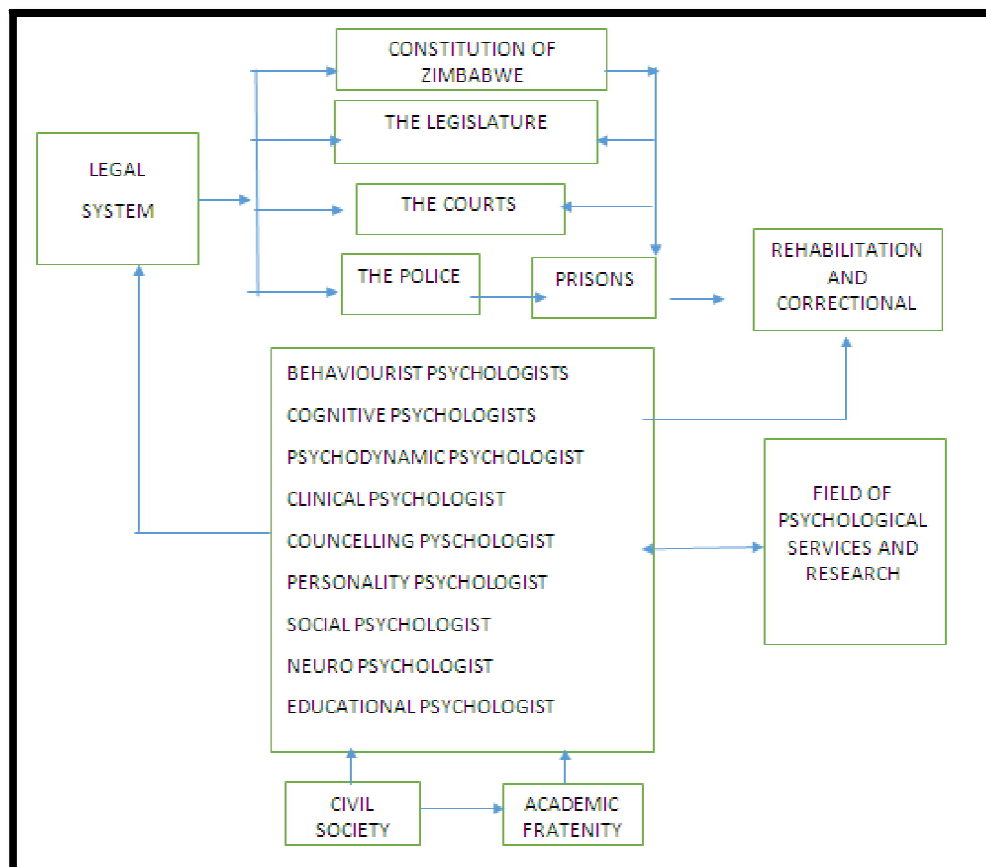 CONSTITUTION OF
ZIMBABWE
THE LEGISLATURE
LEGAL
SYSTEM
THE COURTS
THE POLICE
PRISONS
REHABILITATION
AND
CORRECTIONAL
BEHAVIOURIST PSYCHOLOGISTS
COGNITIVE PSYCHOLOGISTS
PSYCHODYNAMIC PSYCHOLOGIST
CLINICAL PSYCHOLOGIST
COUNCELLING PYSCHOLOGIST
PERSONALITY PSYCHOLOGIST
SOCIAL PSYCHOLOGIST
NEURO PSYCHOLOGIST
EDUCATIONAL PSYCHOLOGIST
FIELD OF
PSYCHOLOGICAL
SERVICES AND
RESEARCH
CIVIL
SOCIETY
ACADEMIC
FRATENITY